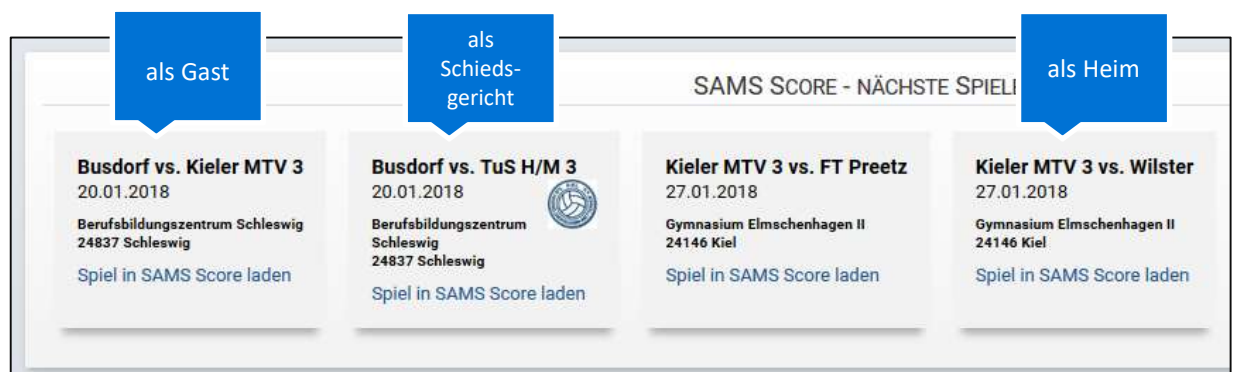 als Gast
als
Schieds-
gericht
als Heim
SAMS SCORE - NÄCHSTE SPIELE
Busdorf vs. Kieler MTV 3
20.01.2018
Berufsbildungszentrum Schleswig
24837 Schleswig
Spiel in SAMS Score laden
Busdorf vs. TuS H/M 3
20.01.2018
Berufsbildungszentrum
Schleswig
24837 Schleswig
Spiel in SAMS Score laden
Kieler MTV 3 vs. FT Preetz
27.01.2018
Gymnasium Elmschenhagen II
24146 Kiel
Spiel in SAMS Score laden
Kieler MTV 3 vs. Wilster
27.01.2018
Gymnasium Elmschenhagen II
24146 Kiel
Spiel in SAMS Score laden